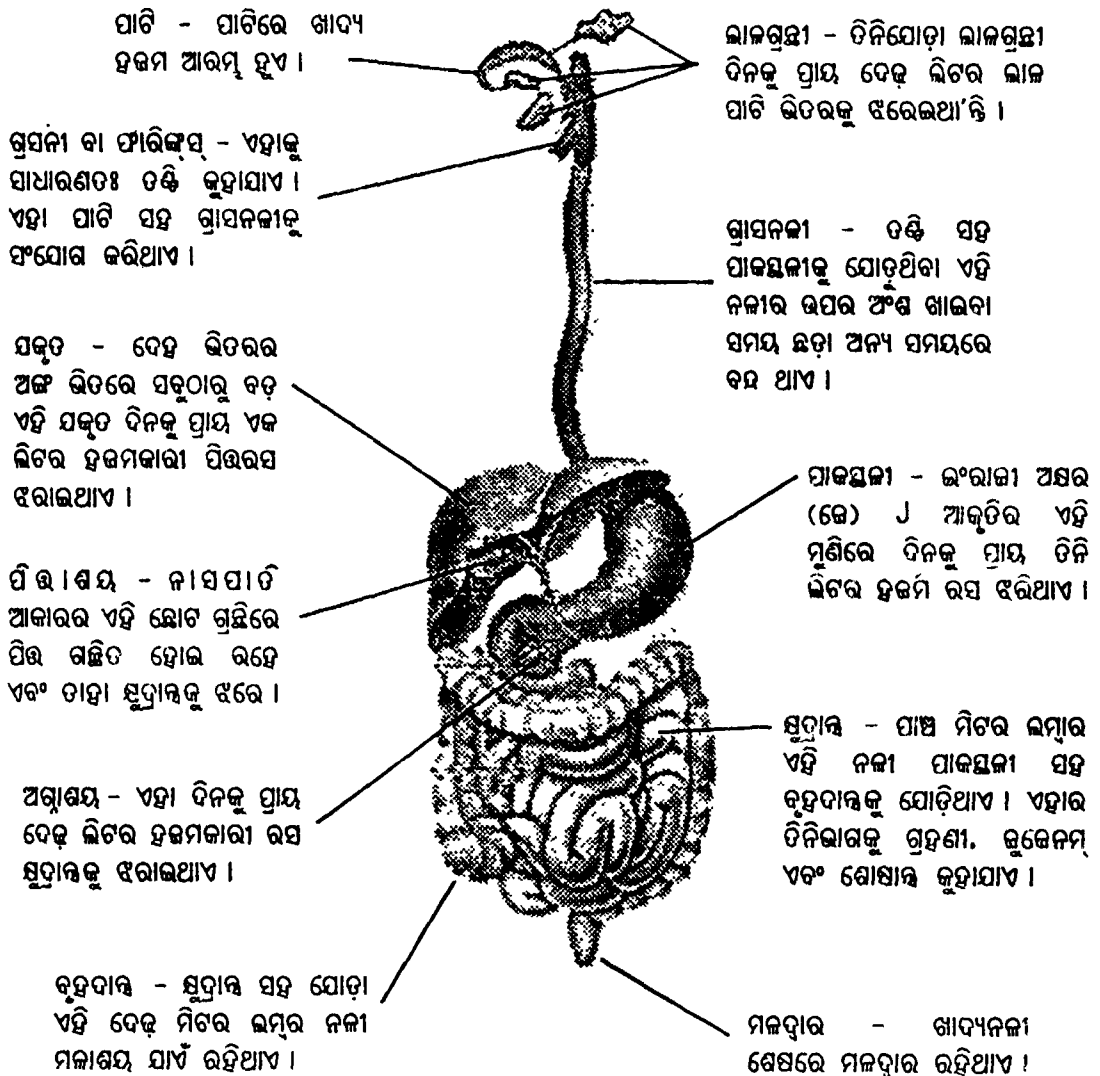 ପାଟି – ପାଟିରେ ଖାଦ୍ୟ
ହଜମ ଆରମ୍ଭ ହୁଏ ।
ଲାଳଗ୍ରନ୍ଥୀ – ତିନିଯୋଡ଼ା ଲାଳଗ୍ରନ୍ଥୀ
ଦିନକୁ ପ୍ରାୟ ଦେଢ଼ ଲିଟର ଲାଳ
ପାଟି ଭିତରକୁ ଝରେଇଥା'ନ୍ତି ।
ଗ୍ରସନୀ ବା ଫାରିଙ୍କ୍‌ସ୍ – ଏହାକୁ
ସାଧାରଣତଃ ତଣ୍ଟି କୁହାଯାଏ ।
ଏହା ପାଟି ସହ ଗ୍ରାସନଳୀକୁ
ସଂଯୋଗ କରିଥାଏ ।
ଗ୍ରାସନଳୀ – ତଣ୍ଟି ସହ
ପାକସ୍ଥଳୀକୁ ଯୋଡ଼ୁଥିବା ଏହି
ନଳୀର ଉପର ଅଂଶ ଖାଇବା
ସମୟ ଛଡ଼ା ଅନ୍ୟ ସମୟରେ
ବନ୍ଦ ଥାଏ ।
ଯକୃତ – ଦେହ ଭିତରର
ଅଙ୍ଗ ଭିତରେ ସବୁଠାରୁ ବଡ଼
ଏହି ଯକୃତ ଦିନକୁ ପ୍ରାୟ ଏକ
ଲିଟର ହଜମକାରୀ ପିତ୍ତରସ
ଝରାଇଥାଏ ।
ପାକସ୍ଥଳୀ – ଇଂରାଜୀ ଅକ୍ଷର
(ଜେ) J ଆକୃତିର ଏହି
ମୁଣିରେ ଦିନକୁ ପ୍ରାୟ ତିନି
ଲିଟର ହଜମ ରସ ଝରିଥାଏ ।
ପିତ୍ତାଶୟ – ନାସପାତି
ଆକାରର ଏହି ଛୋଟ ଗ୍ରନ୍ଥିରେ
ପିତ୍ତ ଗଚ୍ଛିତ ହୋଇ ରହେ
ଏବଂ ତାହା କ୍ଷୁଦ୍ରାନ୍ତ୍ରକୁ ଝରେ ।
କ୍ଷୁଦ୍ରାନ୍ତ୍ର – ପାଞ୍ଚ ମିଟର ଲମ୍ବାର
ଏହି ନଳୀ ପାକସ୍ଥଳୀ ସହ
ବୃହଦାନ୍ତ୍ରକୁ ଯୋଡ଼ିଥାଏ । ଏହାର
ତିନିଭାଗକୁ ଗ୍ରହଣୀ, ଜୁଜେନମ୍
ଏବଂ ଶୋଷାନ୍ତ୍ର କୁହାଯାଏ ।
ଅଗ୍ନାଶୟ – ଏହା ଦିନକୁ ପ୍ରାୟ
ଦେଢ଼ ଲିଟର ହଜମକାରୀ ରସ
କ୍ଷୁଦ୍ରାନ୍ତ୍ରକୁ ଝରାଇଥାଏ ।
ବୃହଦାନ୍ତ୍ର – କ୍ଷୁଦ୍ରାନ୍ତ୍ର ସହ ଯୋଡ଼ା
ଏହି ଦେଢ଼ ମିଟର ଲମ୍ବର ନଳୀ
ମଳାଶୟ ଯାଏଁ ରହିଥାଏ ।
ମଳଦ୍ୱାର – ଖାଦ୍ୟନଳୀ
ଶେଷରେ ମଳଦ୍ୱାର ରହିଥାଏ !